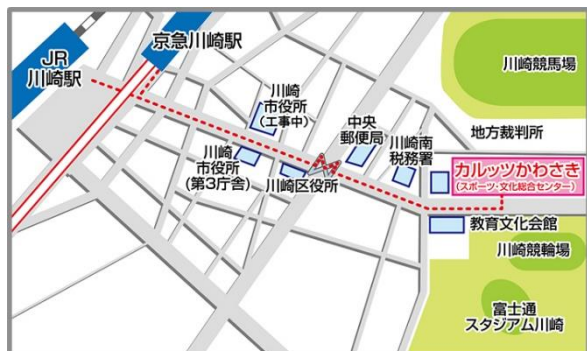 JR
川崎駅
京急川崎駅
川崎競馬場
川崎
市役所
(工事中)
中央
郵便局
川崎南
税務署
地方裁判所
カルッツかわさき
(スポーツ・文化総合センター)
川崎
市役所
(第3庁舎)
川崎区役所
教育文化会館
川崎競輪場
富士通
スタジアム川崎